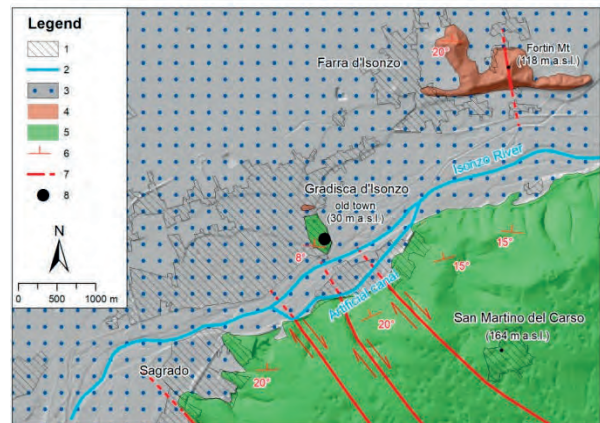 Legend
1
2
3
4
5
6
7
8
N
0 500 1000 m
20°
Fortin Mt
(118 m a.s.l.)
Farra d'Isonzo
Isonzo River
Gradisca d'Isonzo
old town
(30 m a.s.l.)
8°
15°
15°
Artificial canal
20°
San Martino del Carso
(164 m a.s.l.)
Sagrado
20°